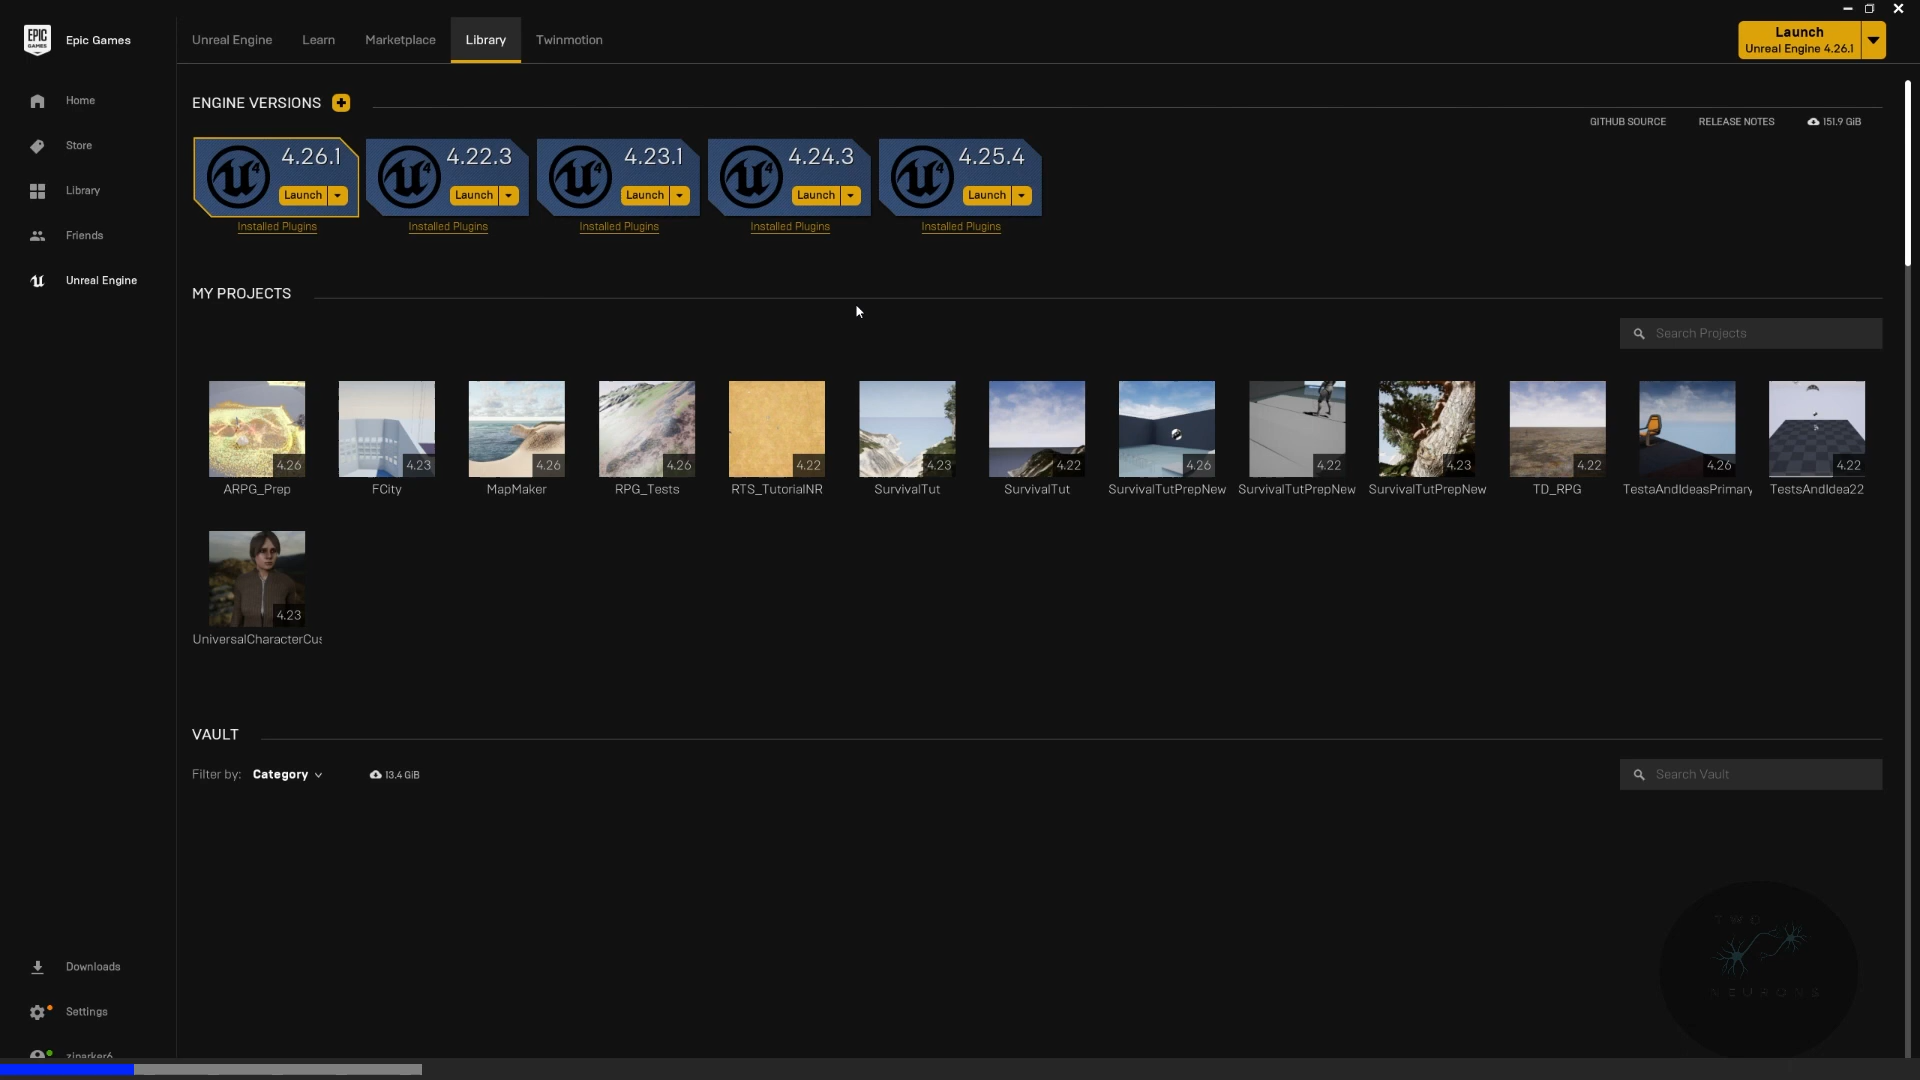 EPIC GAMES
Epic Games
Unreal Engine
Learn
Marketplace
Library
Twinmotion
Launch
Unreal Engine 4.26.1
Home
Store
Library
Friends
Unreal Engine
ENGINE VERSIONS
GITHUB SOURCE
RELEASE NOTES
151.9 GiB
4.26.1
Launch
Installed Plugins
4.22.3
Launch
Installed Plugins
4.23.1
Launch
Installed Plugins
4.24.3
Launch
Installed Plugins
4.25.4
Launch
Installed Plugins
MY PROJECTS
Search Projects
4.26
ARPG_Prep
4.23
FCity
4.26
MapMaker
4.26
RPG_Tests
4.22
RTS_TutorialNR
4.23
SurvivalTut
4.22
SurvivalTut
4.26
SurvivalTutPrepNew
4.22
SurvivalTutPrepNew
4.23
SurvivalTutPrepNew
4.22
TD_RPG
4.26
TestaAndIdeasPrimary
4.22
TestsAndIdea22
4.23
UniversalCharacterCus
VAULT
Filter by: Category
13.4 GiB
Search Vault
TWO
NEURONS
Downloads
Settings
ziparker6